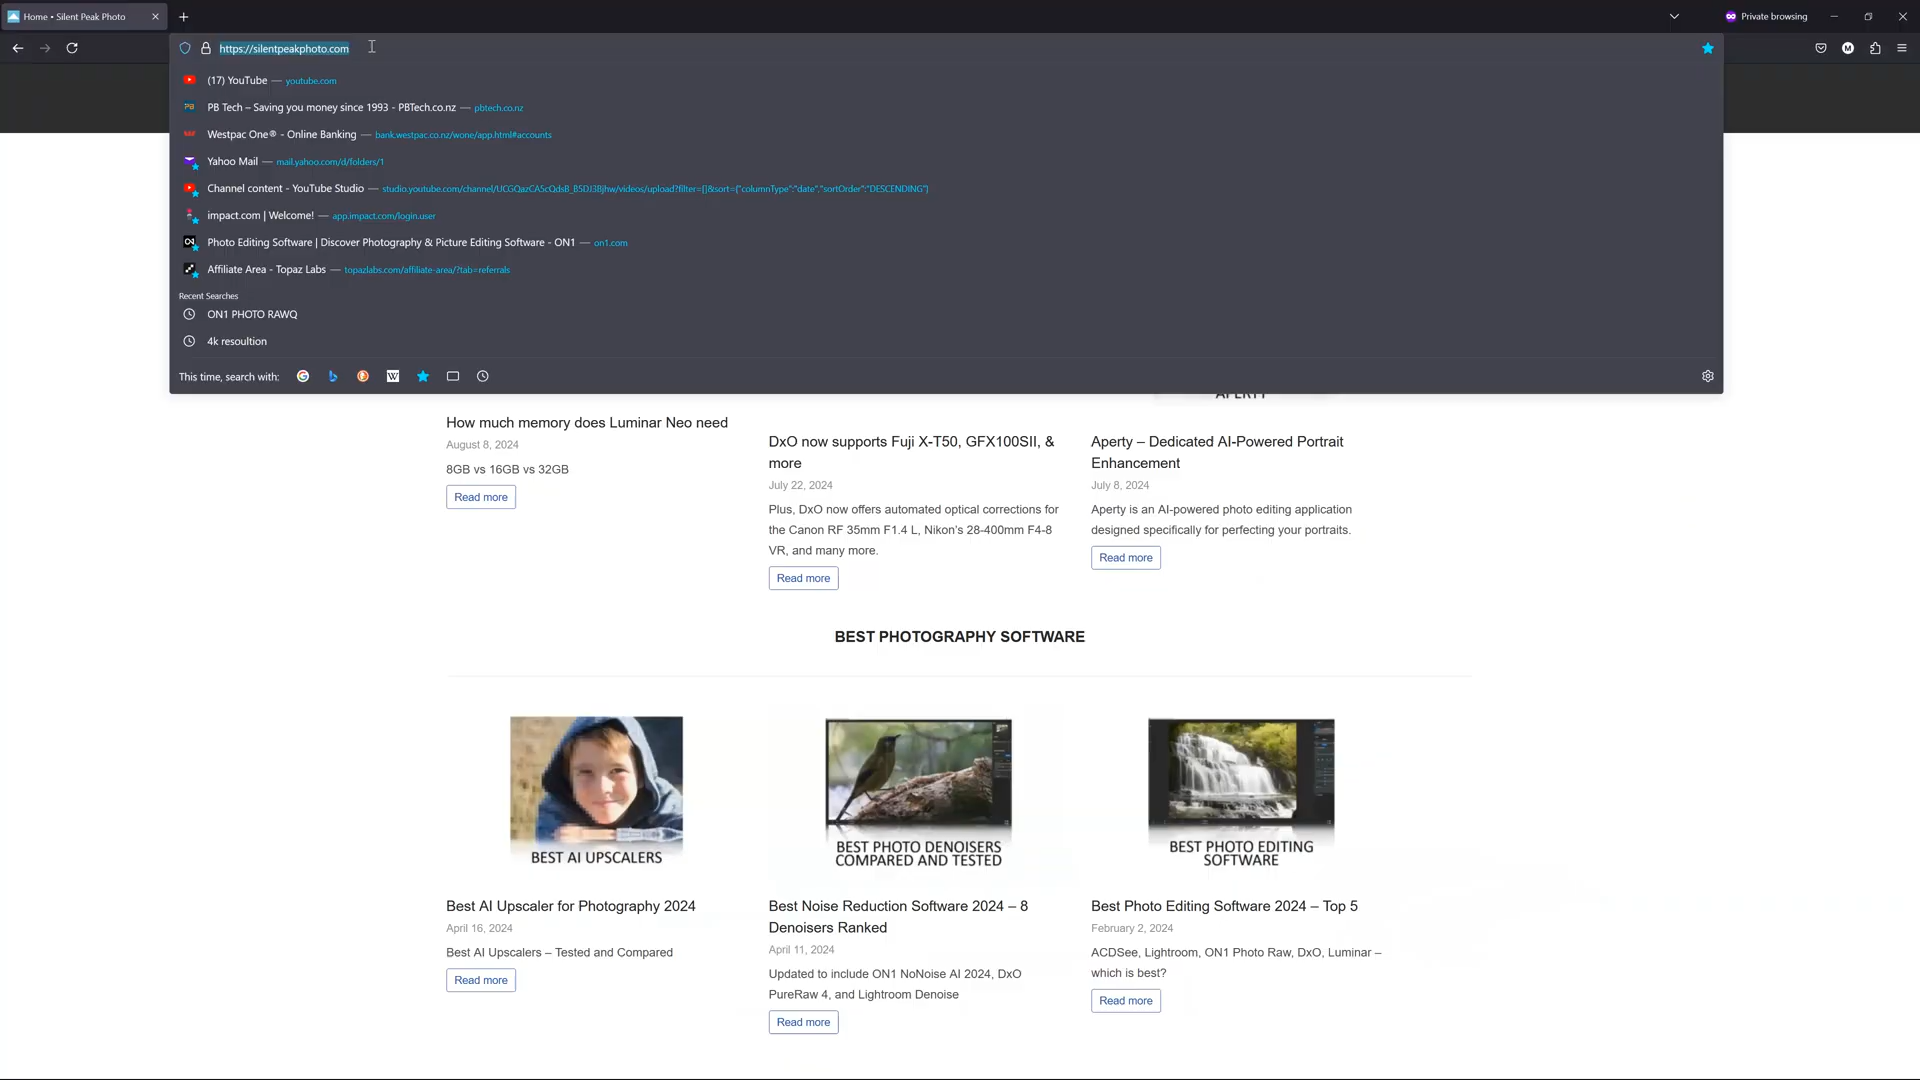 Home • Silent Peak Photo
Private browsing
https://silentpeakphoto.com
(17) YouTube — youtube.com
PB Tech – Saving you money since 1993 - PBTech.co.nz — pbtech.co.nz
Westpac One® - Online Banking — bank.westpac.co.nz/wone/app.html#accounts
Yahoo Mail — mail.yahoo.com/d/folders/1
Channel content - YouTube Studio —
impact.com | Welcome! — app.impact.com/login.user
Photo Editing Software | Discover Photography & Picture Editing Software - ON1 — on1.com
Affiliate Area - Topaz Labs — topazlabs.com/affiliate-area/?tab=referrals
Recent Searches
ON1 PHOTO RAWQ
4k resoultion
This time, search with:
APERTY
How much memory does Luminar Neo need
August 8, 2024
8GB vs 16GB vs 32GB
Read more
DxO now supports Fuji X-T50, GFX100SII, &
more
July 22, 2024
Plus, DxO now offers automated optical corrections for
the Canon RF 35mm F1.4 L, Nikon's 28-400mm F4-8
VR, and many more.
Read more
Aperty – Dedicated AI-Powered Portrait
Enhancement
July 8, 2024
Aperty is an AI-powered photo editing application
designed specifically for perfecting your portraits.
Read more
BEST PHOTOGRAPHY SOFTWARE
BEST AI UPSCALERS
Best AI Upscaler for Photography 2024
April 16, 2024
Best AI Upscalers – Tested and Compared
Read more
BEST PHOTO DENOISERS
COMPARED AND TESTED
Best Noise Reduction Software 2024 – 8
Denoisers Ranked
April 11, 2024
Updated to include ON1 NoNoise AI 2024, DxO
PureRaw 4, and Lightroom Denoise
Read more
BEST PHOTO EDITING
SOFTWARE
Best Photo Editing Software 2024 – Top 5
February 2, 2024
ACDSee, Lightroom, ON1 Photo Raw, DxO, Luminar –
which is best?
Read more